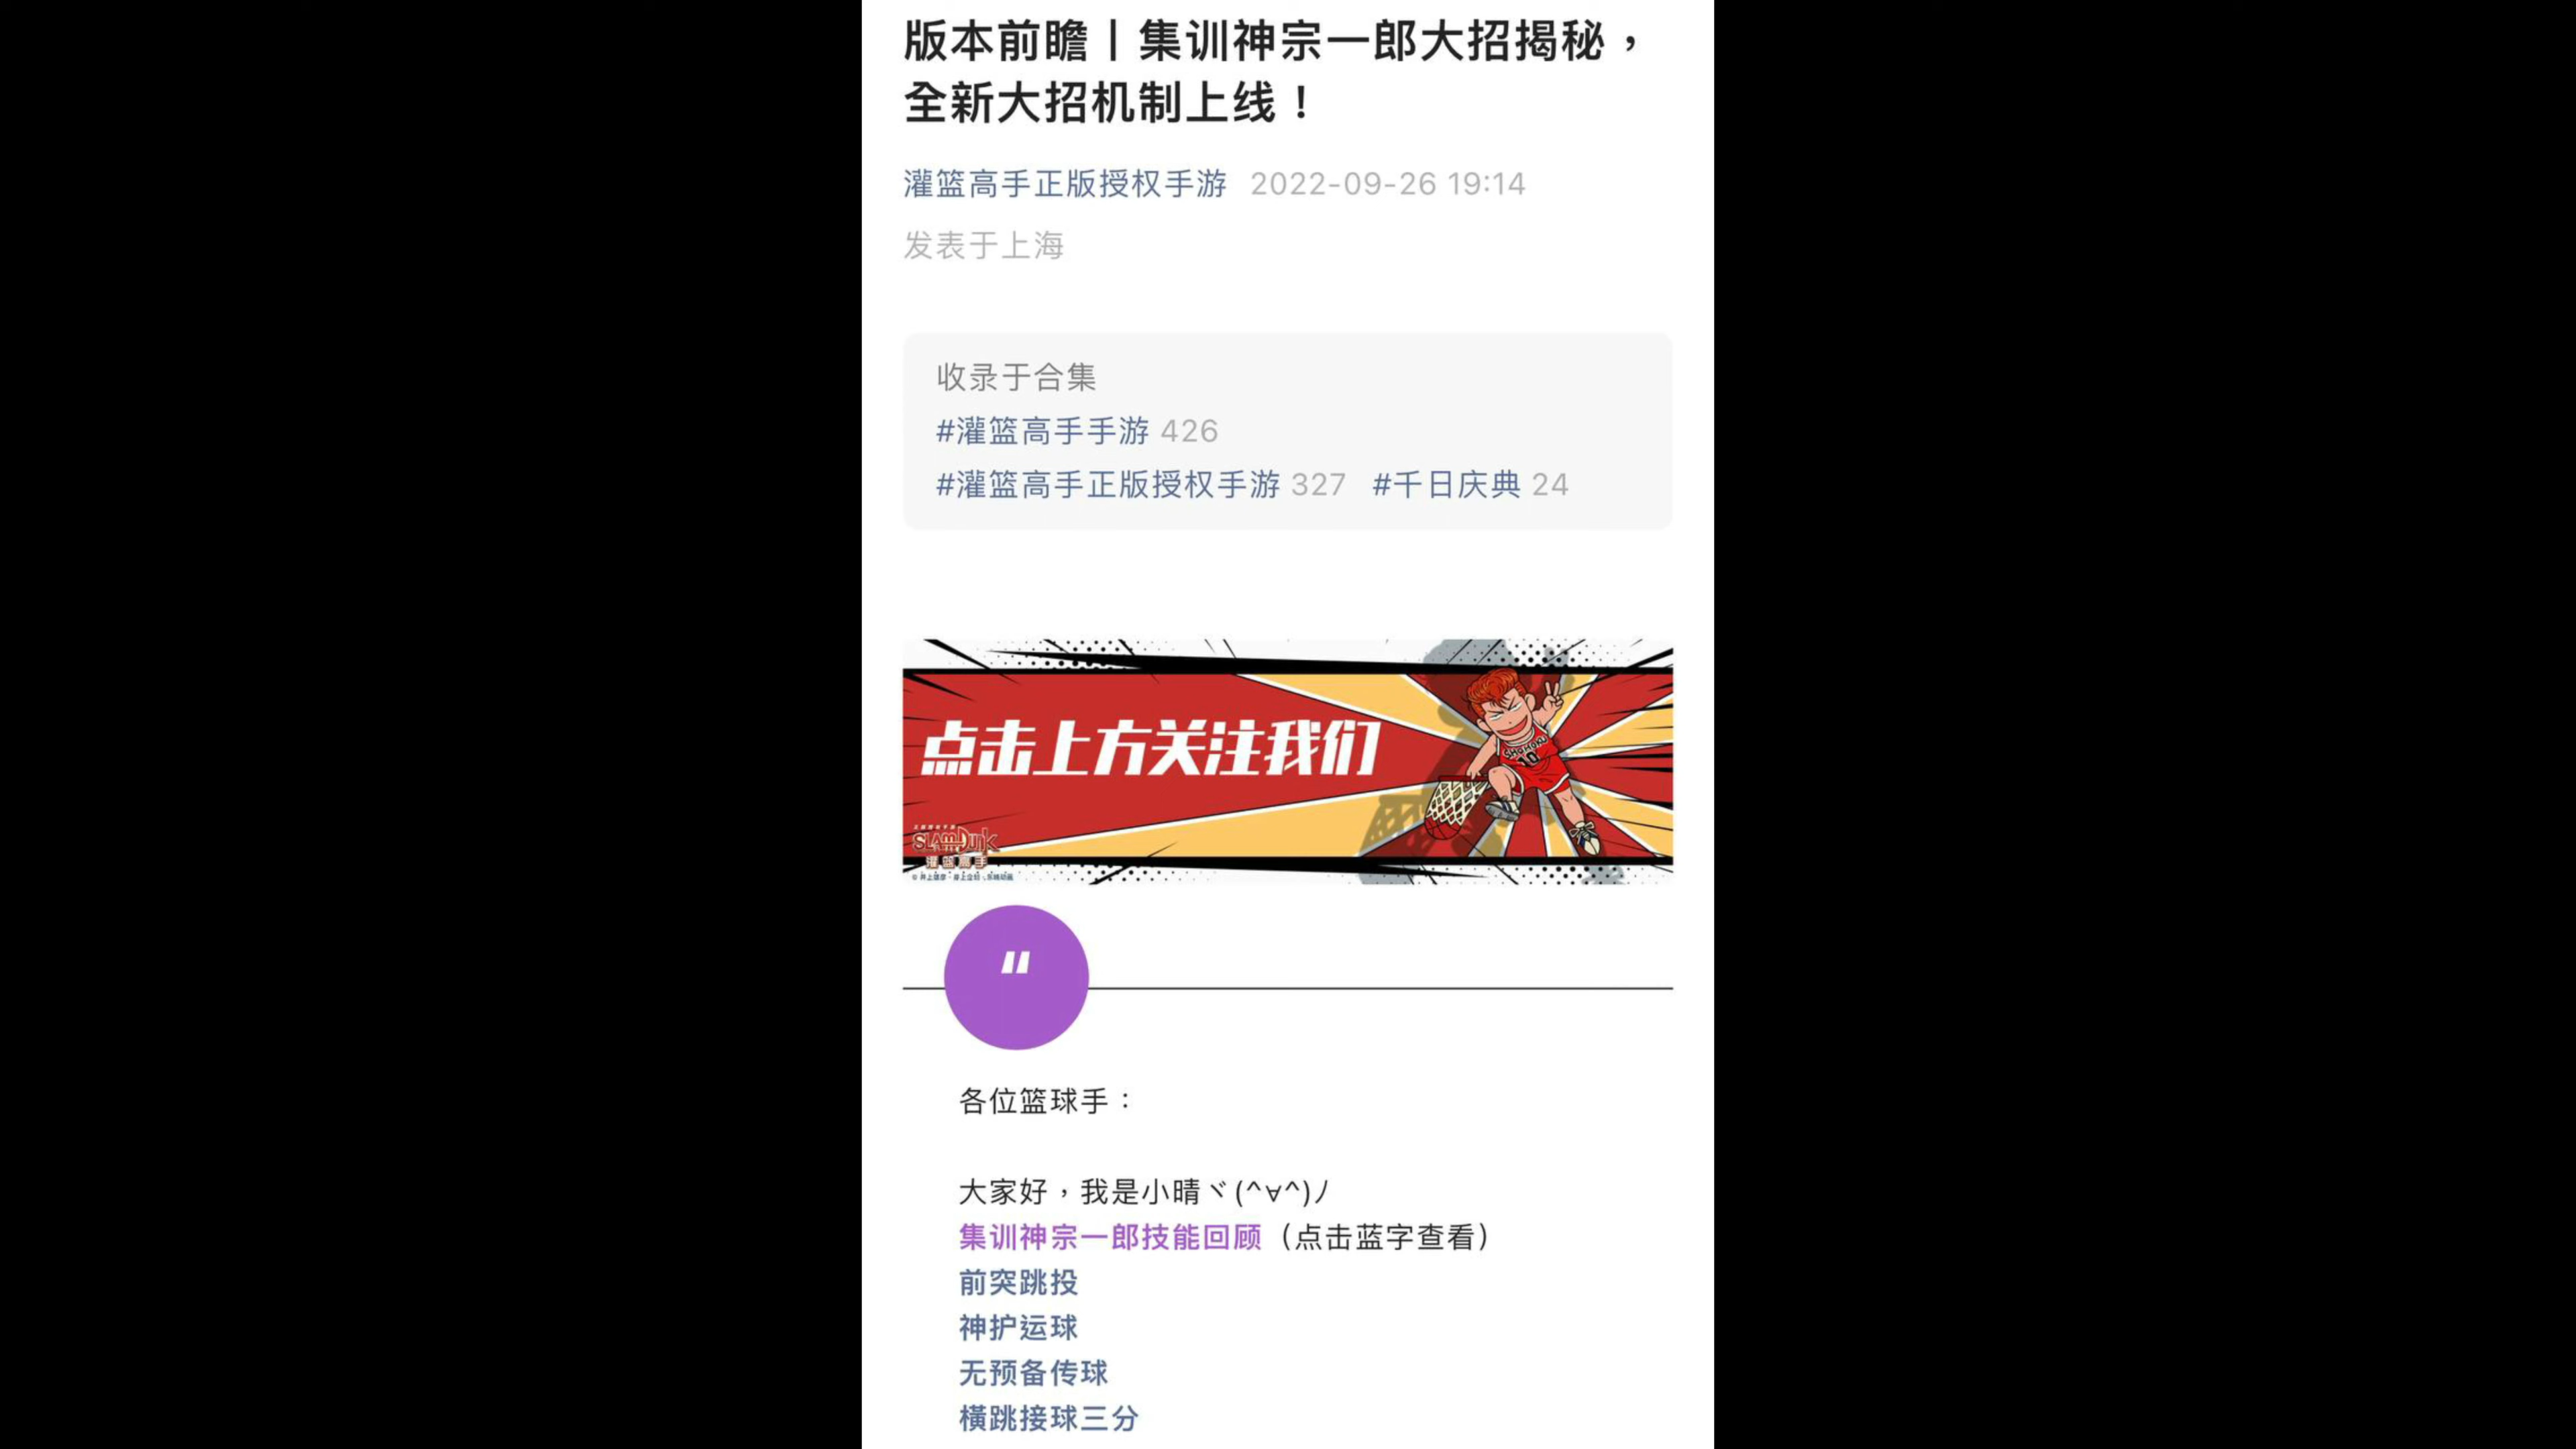 版本前瞻丨集训神宗一郎大招揭秘，
全新大招机制上线！
灌篮高手正版授权手游 2022-09-26 19:14
发表于上海
收录于合集
#灌篮高手手游 426
#灌篮高手正版授权手游 327 #千日庆典 24
点击上方关注我们
SHOHOKU
10
SLAM DUNK
灌篮高手
"
各位篮球手：
大家好，我是小晴ヾ(^∀^)ﾉ
集训神宗一郎技能回顾（点击蓝字查看）
前突跳投
神护运球
无预备传球
横跳接球三分